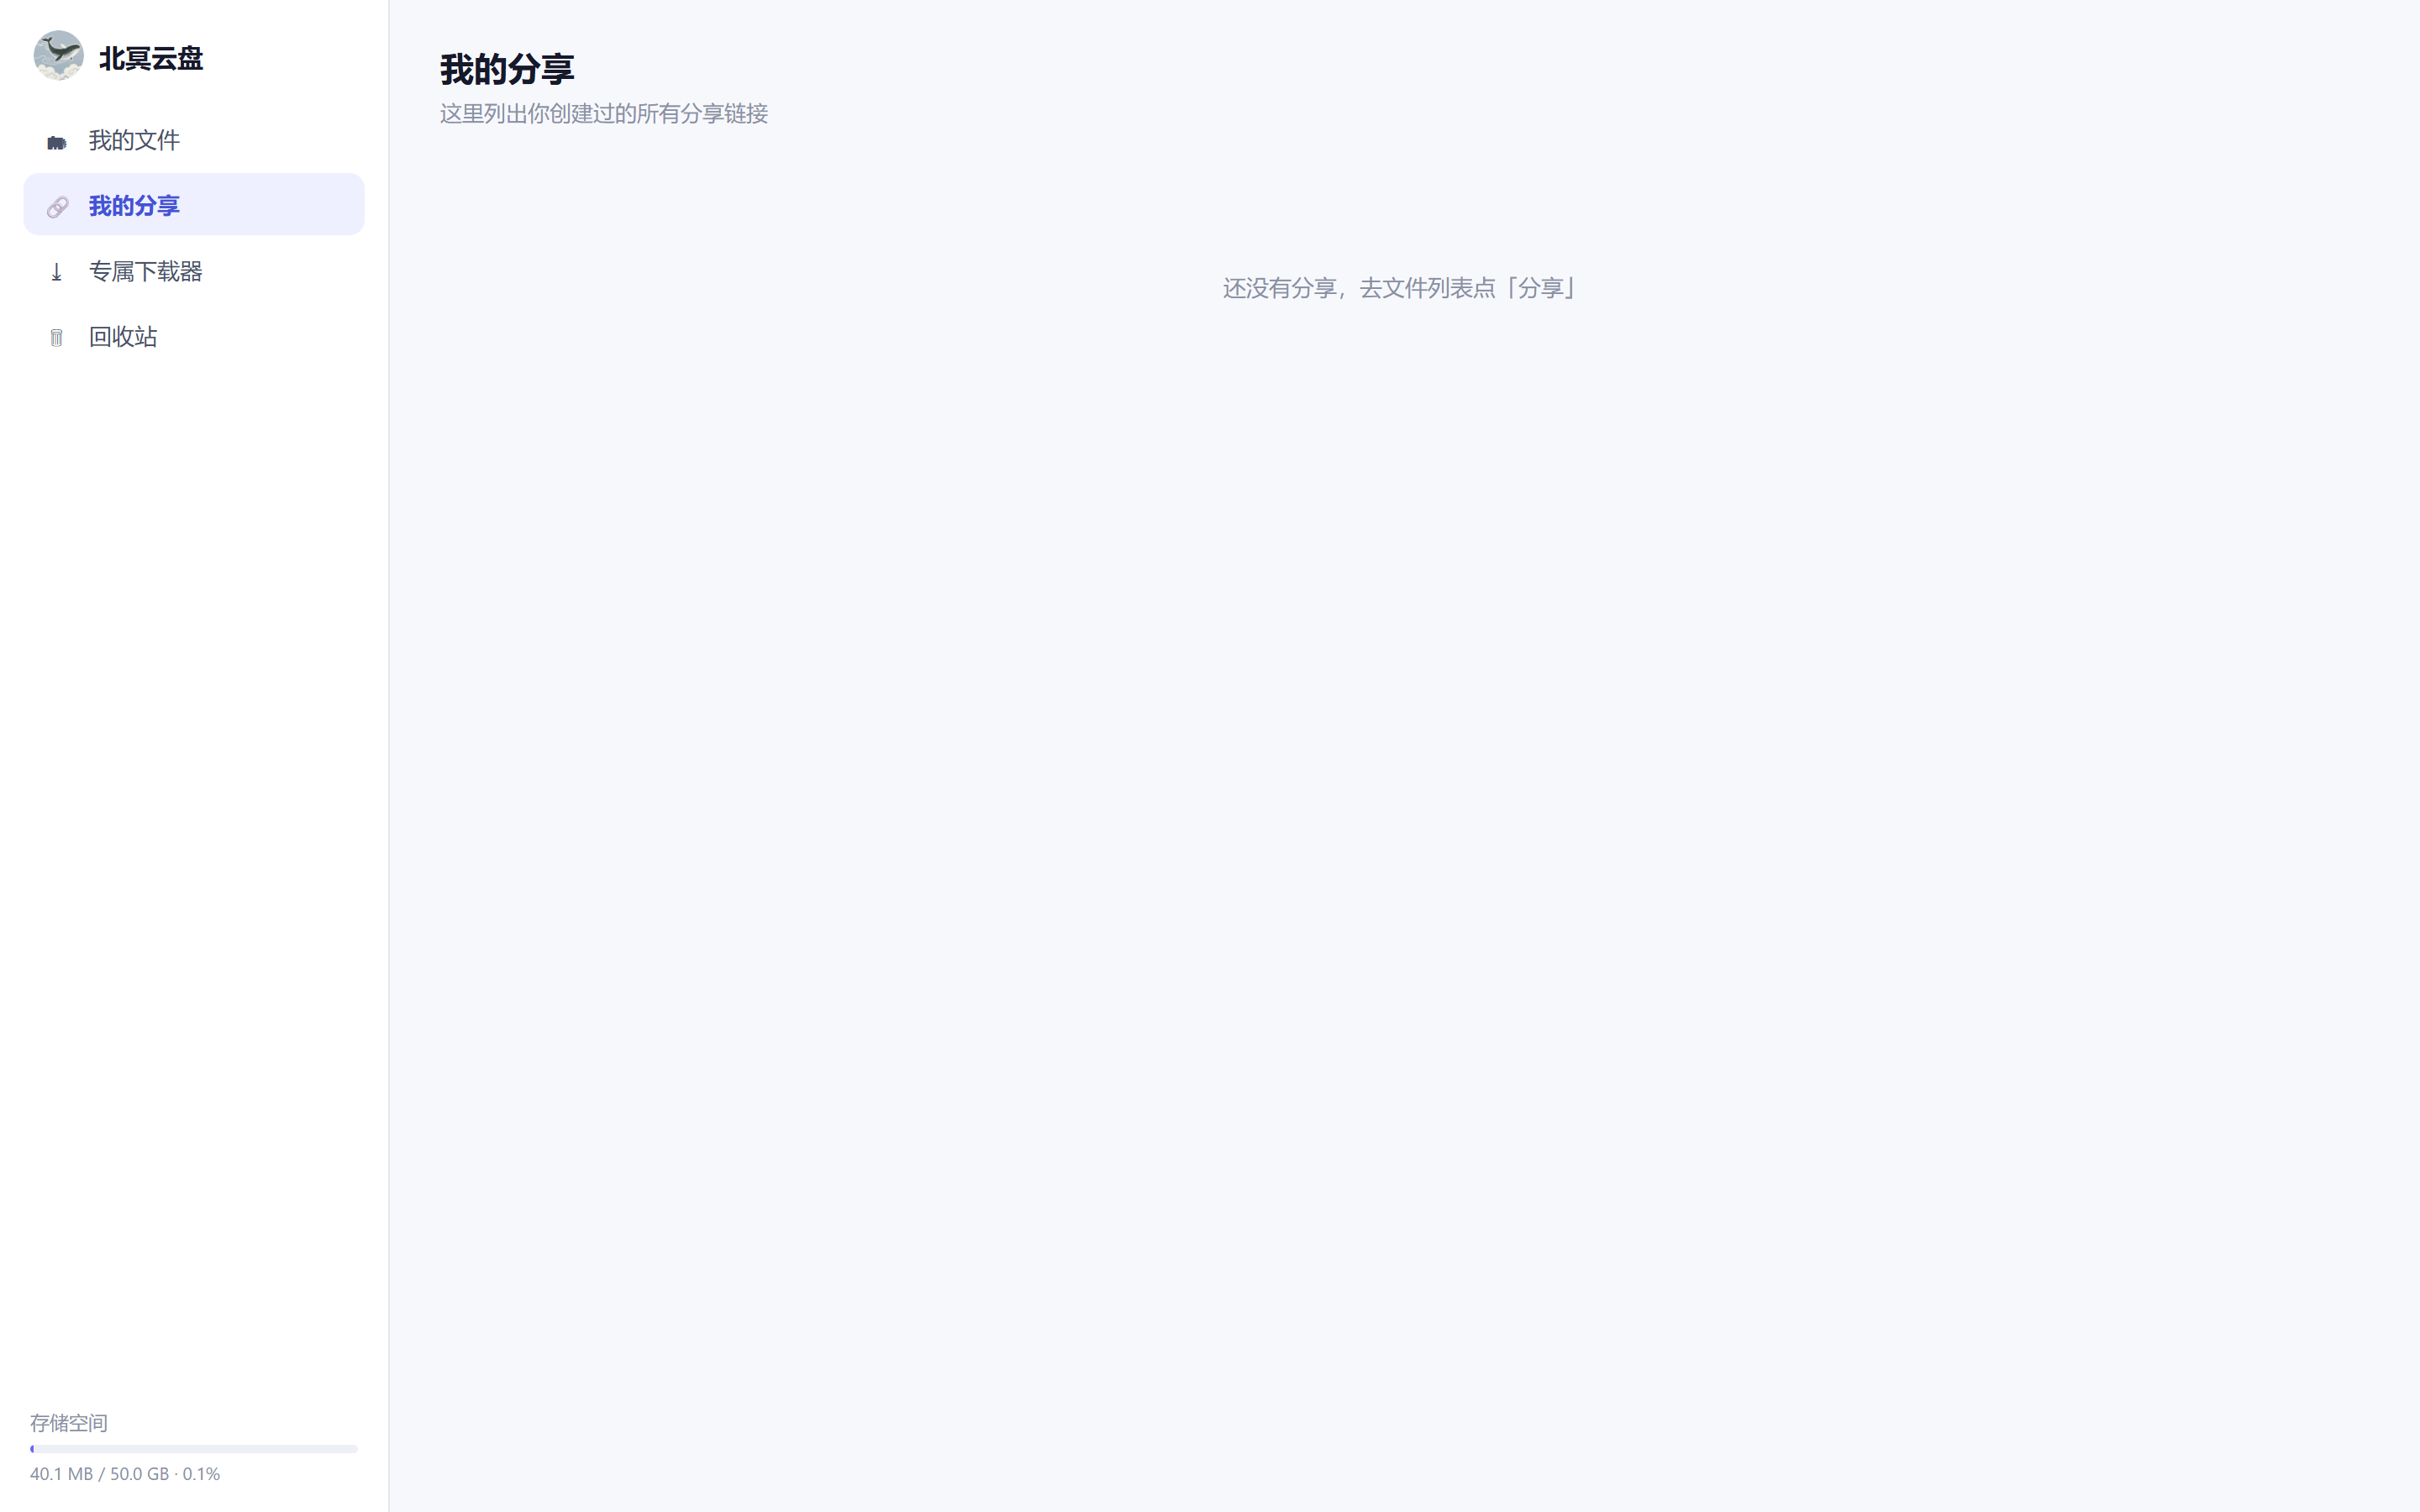 北冥云盘
我的文件
我的分享
专属下载器
回收站
存储空间
40.1 MB / 50.0 GB · 0.1%
我的分享
这里列出你创建过的所有分享链接
还没有分享，去文件列表点「分享」